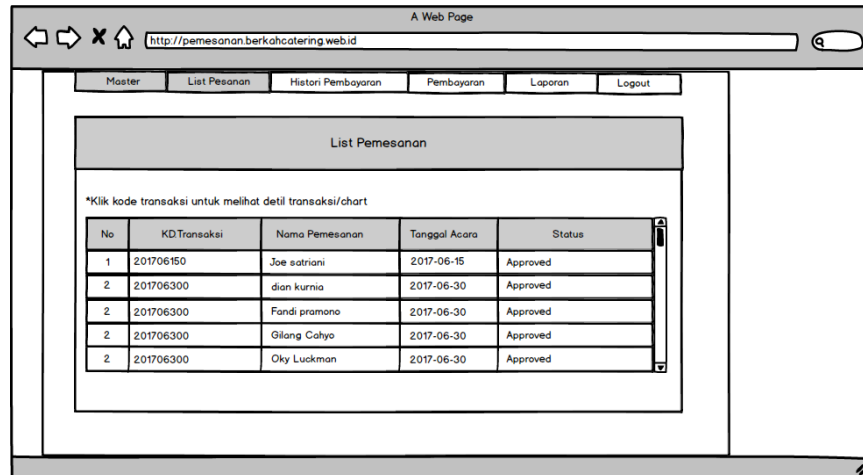 A Web Page
http://pemesanan.berkahcatering.web.id
Master List Pesanan Histori Pembayaran Pembayaran Laporan Logout
List Pemesanan
*Klik kode transaksi untuk melihat detil transaksi/chart
No KD.Transaksi Nama Pemesanan Tanggal Acara Status
1 201706150 Joe satriani 2017-06-15 Approved
2 201706300 dian kurnia 2017-06-30 Approved
2 201706300 Fandi pramono 2017-06-30 Approved
2 201706300 Gilang Cahyo 2017-06-30 Approved
2 201706300 Oky Luckman 2017-06-30 Approved